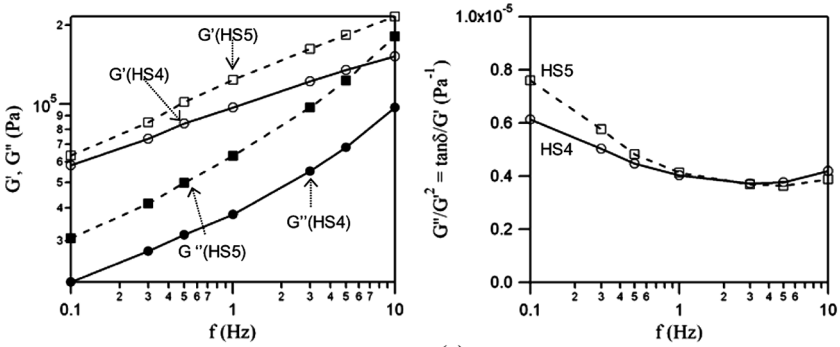 2
G'(HS5)
G'(HS4)
10⁵
9
8
7
6
5
4
3
G', G" (Pa)
G"(HS4)
G "(HS5)
0.1 2 3 4 5 6 7 1 2 3 4 5 6 7 10
f (Hz)
1.0x10⁻⁵
0.8
0.6
0.4
0.2
0.0
G"/G'² = tanδ/G' (Pa⁻¹)
HS5
HS4
0.1 2 3 4 5 6 1 2 3 4 5 6 10
f (Hz)